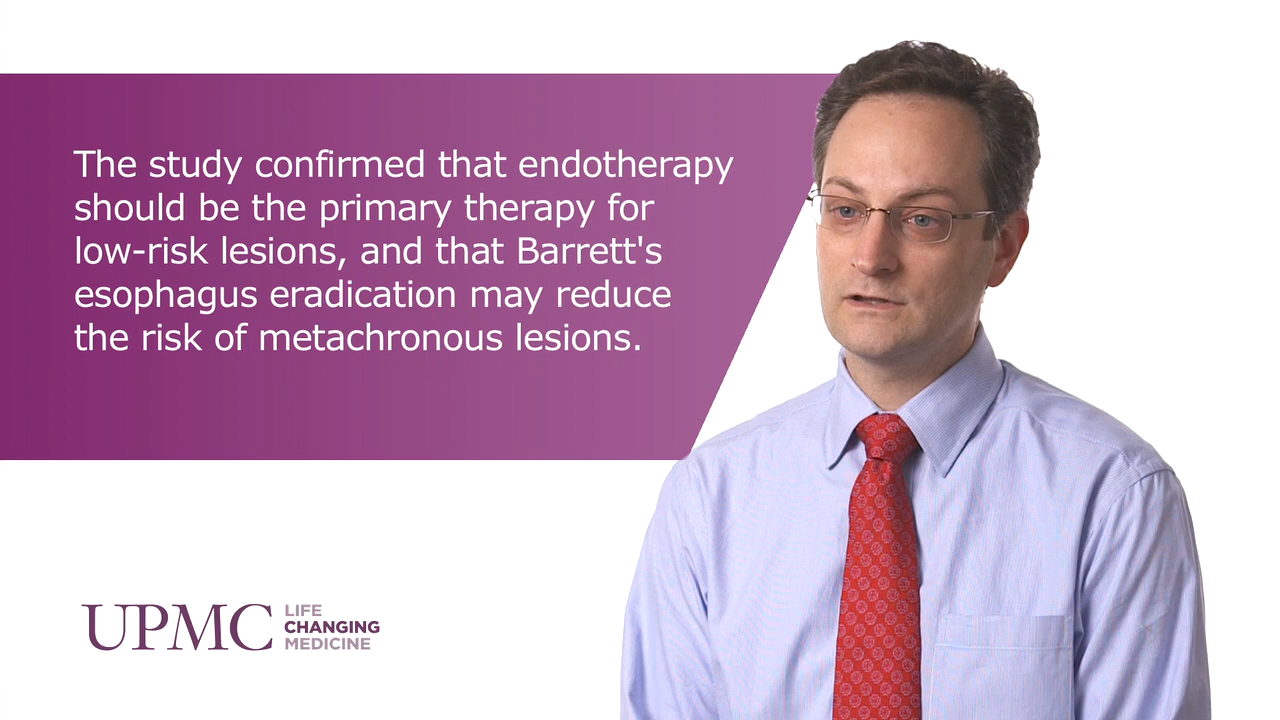 The study confirmed that endotherapy
should be the primary therapy for
low-risk lesions, and that Barrett's
esophagus eradication may reduce
the risk of metachronous lesions.
UPMC
LIFE
CHANGING
MEDICINE